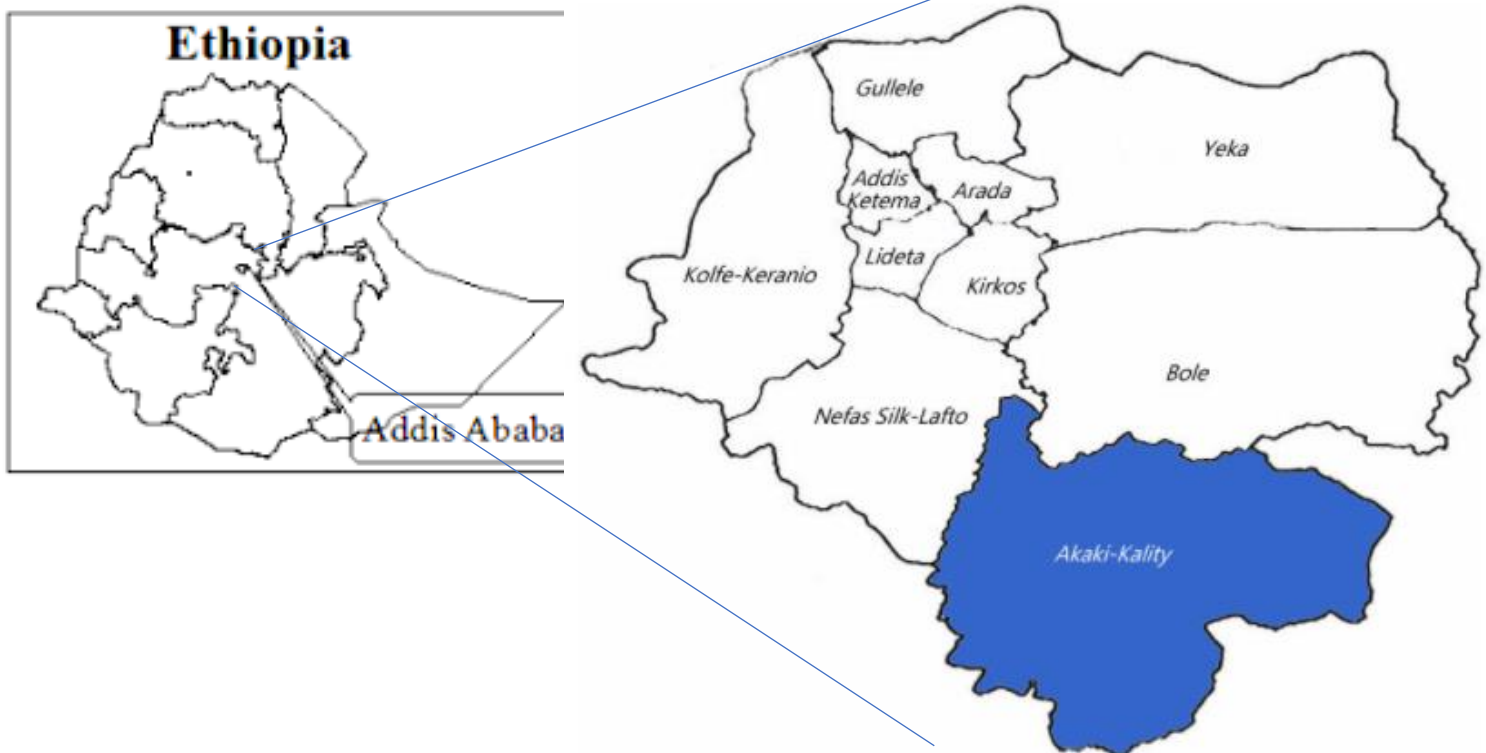 Ethiopia
Addis Ababa
Gullele
Yeka
Addis
Ketema
Arada
Lideta
Kolfe-Keranio
Kirkos
Bole
Nefas Silk-Lafto
Akaki-Kality